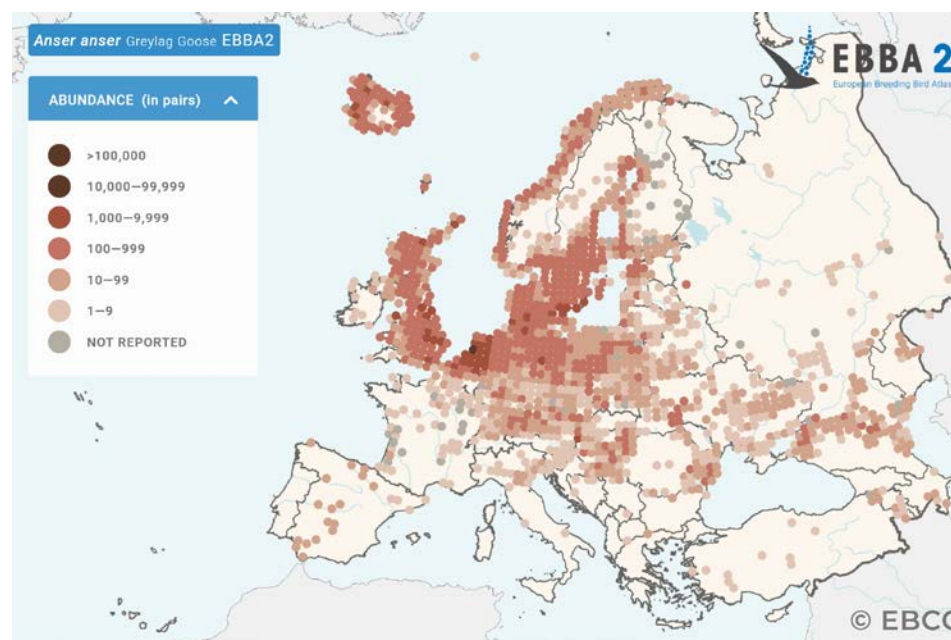 Anser anser Greylag Goose EBBA2
EBBA 2
European Breeding Bird Atlas
ABUNDANCE (in pairs)
>100,000
10,000–99,999
1,000–9,999
100–999
10–99
1–9
NOT REPORTED
© EBCC